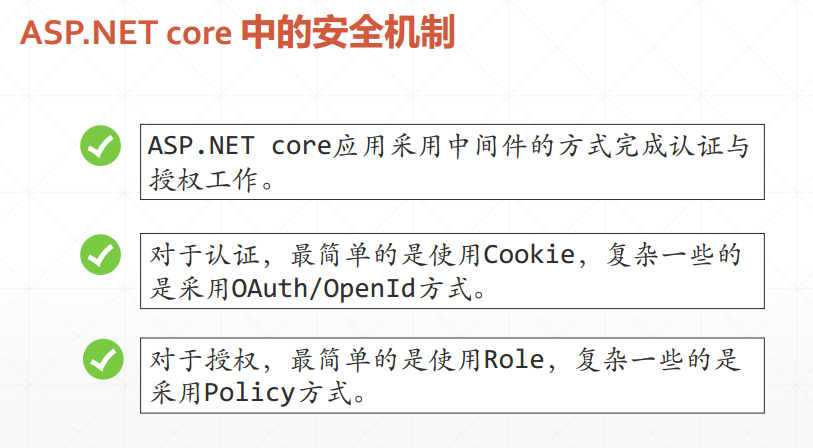 ASP.NET core 中的安全机制
ASP.NET core应用采用中间件的方式完成认证与
授权工作。
对于认证，最简单的是使用Cookie，复杂一些的
是采用OAuth/OpenId方式。
对于授权，最简单的是使用Role，复杂一些的是
采用Policy方式。